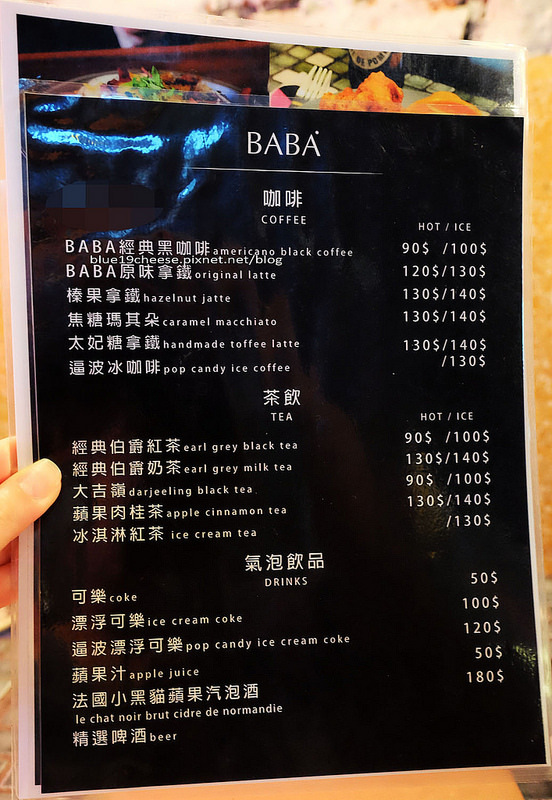 BABA
咖啡
COFFEE
HOT / ICE
BABA經典黑咖啡 americano black coffee 90$ /100$
blue19cheese.pixnet.net/blog
BABA原味拿鐵 original latte 120$/130$
榛果拿鐵 hazelnut jatte 130$/140$
焦糖瑪其朵 caramel macchiato 130$/140$
太妃糖拿鐵 handmade toffee latte 130$/140$
逼波冰咖啡 pop candy ice coffee /130$
茶飲
TEA
HOT / ICE
經典伯爵紅茶 earl grey black tea 90$ /100$
經典伯爵奶茶 earl grey milk tea 130$/140$
大吉嶺 darjeeling black tea 90$ /100$
蘋果肉桂茶 apple cinnamon tea 130$/140$
冰淇淋紅茶 ice cream tea /130$
氣泡飲品
DRINKS
可樂 coke 50$
漂浮可樂 ice cream coke 100$
逼波漂浮可樂 pop candy ice cream coke 120$
蘋果汁 apple juice 50$
法國小黑貓蘋果汽泡酒 180$
le chat noir brut cidre de normandie
精選啤酒 beer